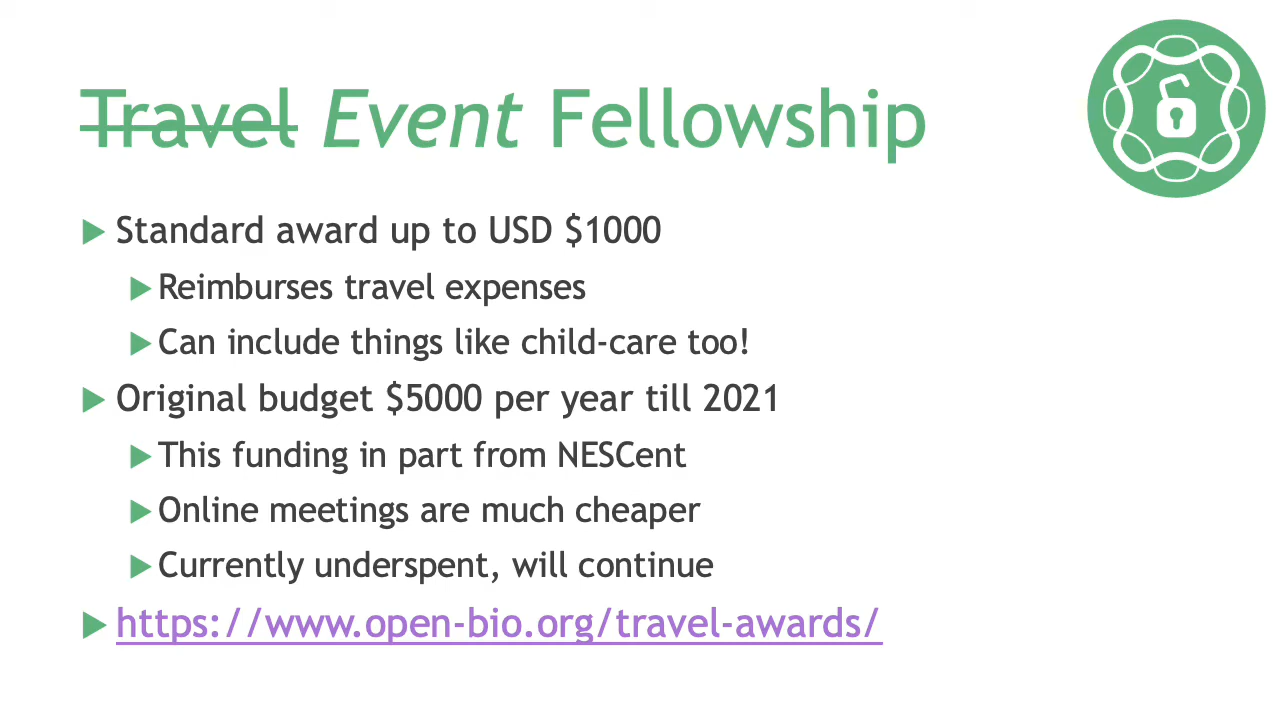 Travel Event Fellowship
Standard award up to USD $1000
Reimburses travel expenses
Can include things like child-care too!
Original budget $5000 per year till 2021
This funding in part from NESCent
Online meetings are much cheaper
Currently underspent, will continue
https://www.open-bio.org/travel-awards/